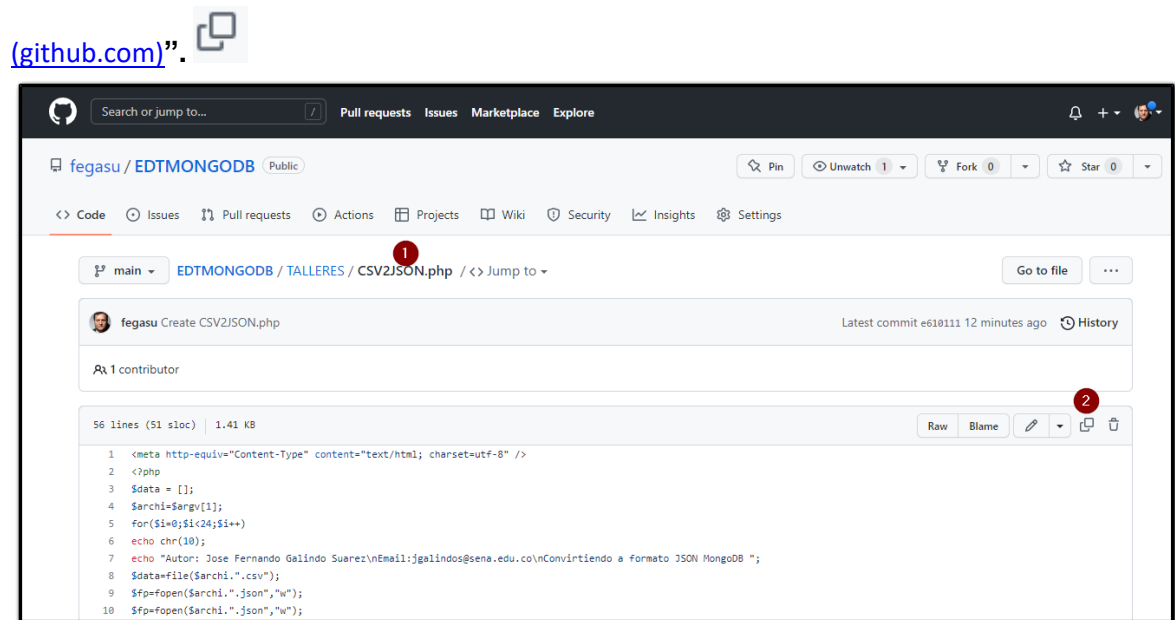 (github.com)”.
Search or jump to... / Pull requests Issues Marketplace Explore
fegasu / EDTMONGODB Public Pin Unwatch 1 Fork 0 Star 0
Code Issues Pull requests Actions Projects Wiki Security Insights Settings
1
main EDTMONGODB / TALLERES / CSV2JSON.php / <> Jump to Go to file ...
fegasu Create CSV2JSON.php Latest commit e610111 12 minutes ago History
1 contributor
2
56 lines (51 sloc) 1.41 KB Raw Blame
1 <meta http-equiv="Content-Type" content="text/html; charset=utf-8" />
2 <?php
3 $data = [];
4 $archi=$argv[1];
5 for($i=0;$i<24;$i++)
6 echo chr(10);
7 echo "Autor: Jose Fernando Galindo Suarez\nEmail:jgalindos@sena.edu.co\nConvirtiendo a formato JSON MongoDB ";
8 $data=file($archi.".csv");
9 $fp=fopen($archi.".json","w");
10 $fp=fopen($archi.".json","w");